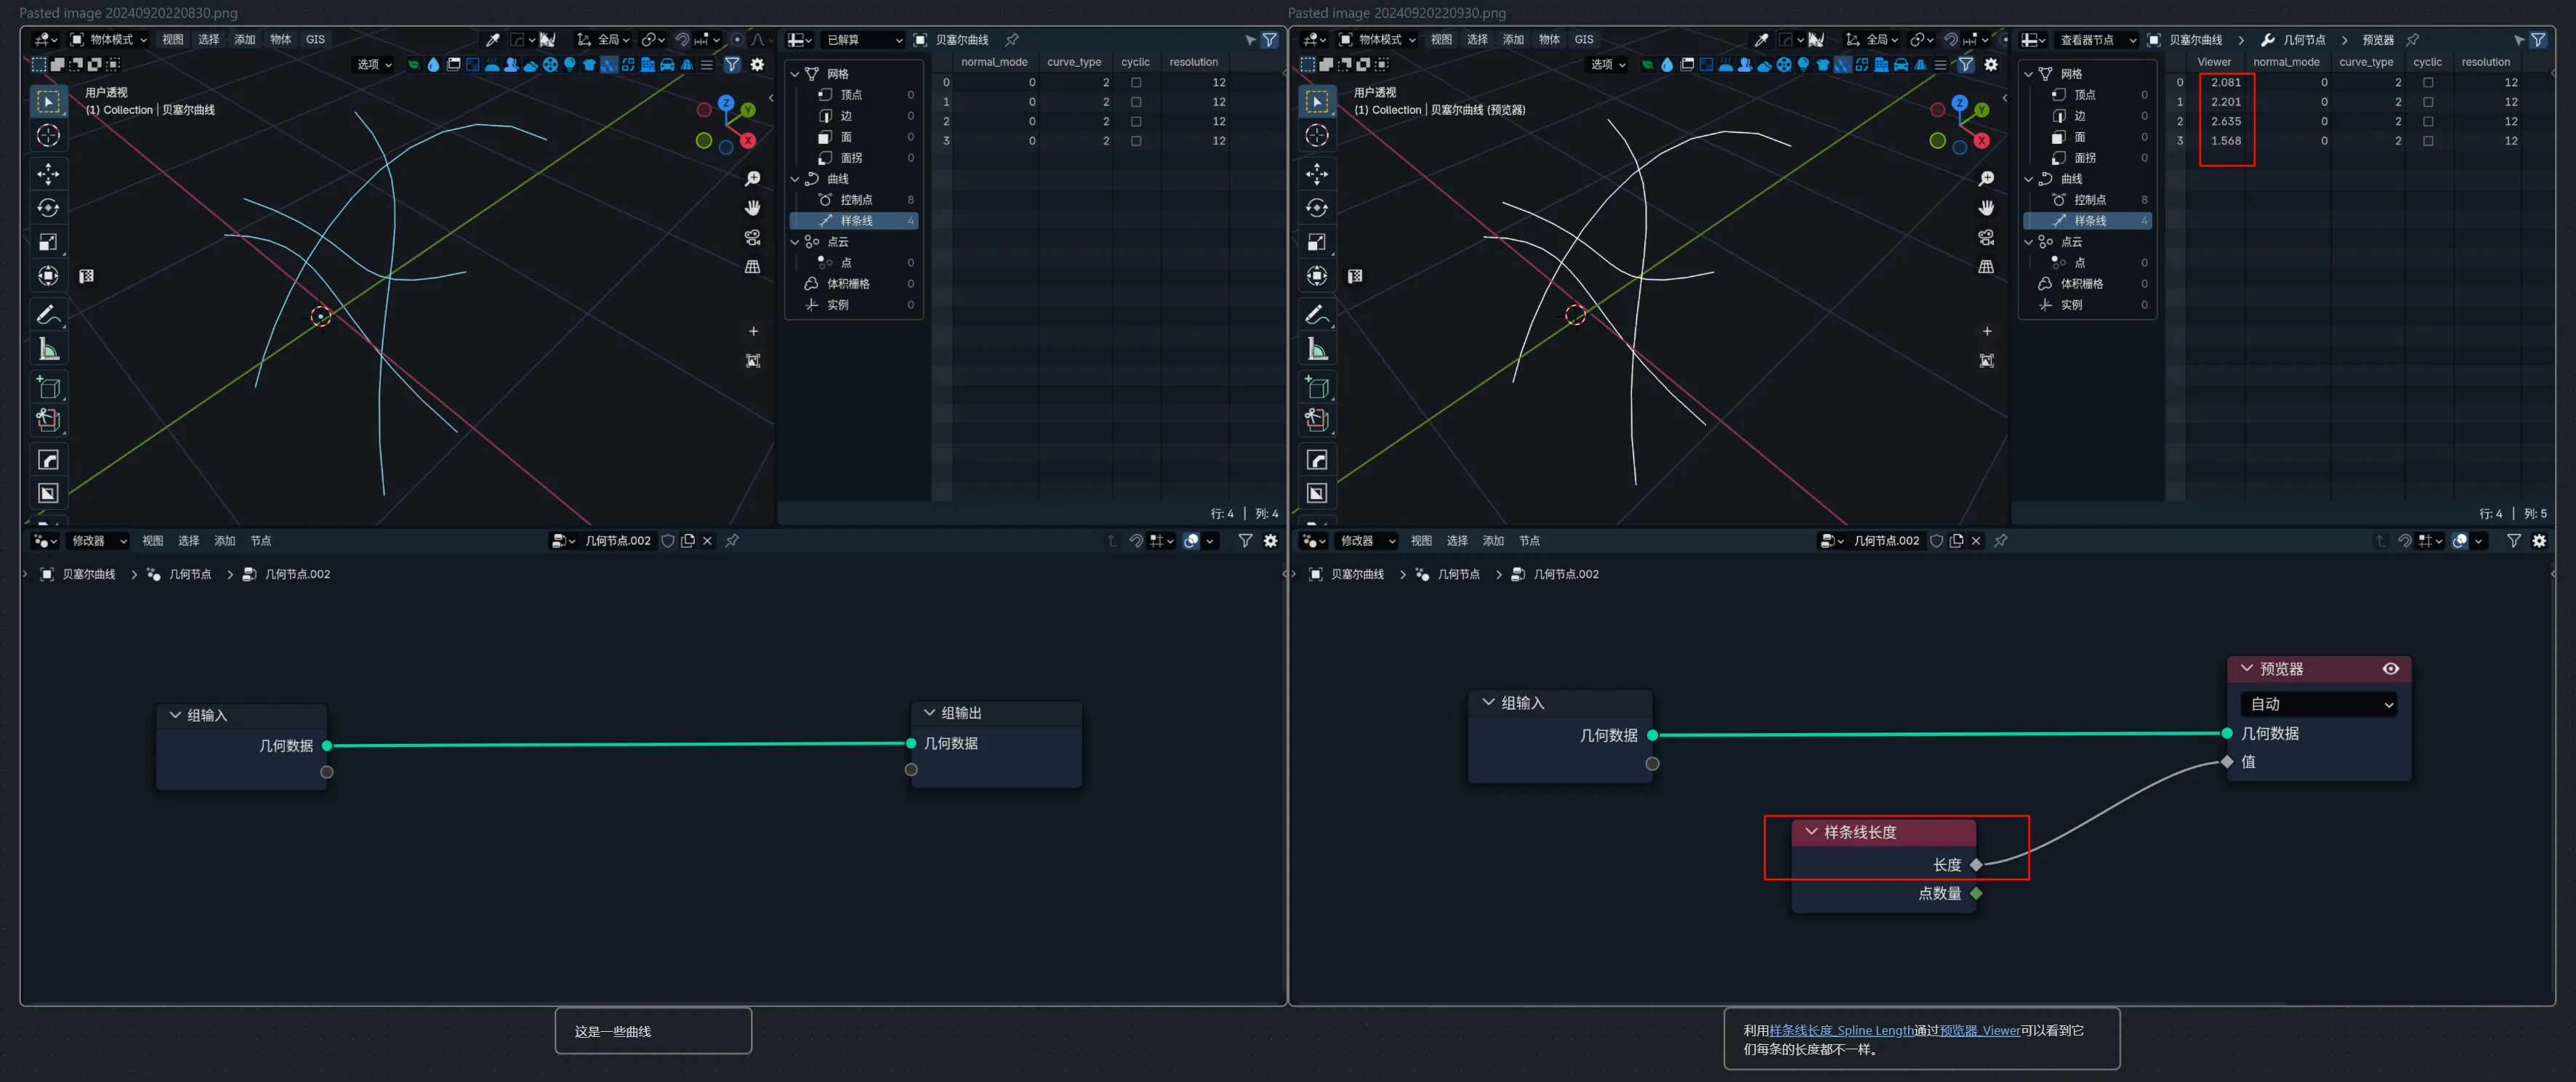 Pasted image 20240920220830.png
物体模式 视图 选择 添加 物体 GIS 全局
选项
用户透视
(1) Collection | 贝塞尔曲线
Z Y X
已解算 贝塞尔曲线
网格
顶点 0
边 0
面 0
面拐 0
曲线
控制点 8
样条线 4
点云
点 0
体积栅格 0
实例 0
normal_mode curve_type cyclic resolution
0 0 2 12
1 0 2 12
2 0 2 12
3 0 2 12
行: 4 | 列: 4
修改器 视图 选择 添加 节点 几何节点.002
贝塞尔曲线 > 几何节点 > 几何节点.002
组输入
几何数据
组输出
几何数据
这是一些曲线
Pasted image 20240920220930.png
物体模式 视图 选择 添加 物体 GIS 全局
选项
用户透视
(1) Collection | 贝塞尔曲线 (预览器)
Z Y X
查看器节点 贝塞尔曲线 > 几何节点 > 预览器
网格
顶点 0
边 0
面 0
面拐 0
曲线
控制点 8
样条线 4
点云
点 0
体积栅格 0
实例 0
Viewer normal_mode curve_type cyclic resolution
0 2.081 0 2 12
1 2.201 0 2 12
2 2.635 0 2 12
3 1.568 0 2 12
行: 4 | 列: 5
修改器 视图 选择 添加 节点 几何节点.002
贝塞尔曲线 > 几何节点 > 几何节点.002
组输入
几何数据
预览器
自动
几何数据
值
样条线长度
长度
点数量
利用样条线长度_Spline Length通过预览器_Viewer可以看到它
们每条的长度都不一样。